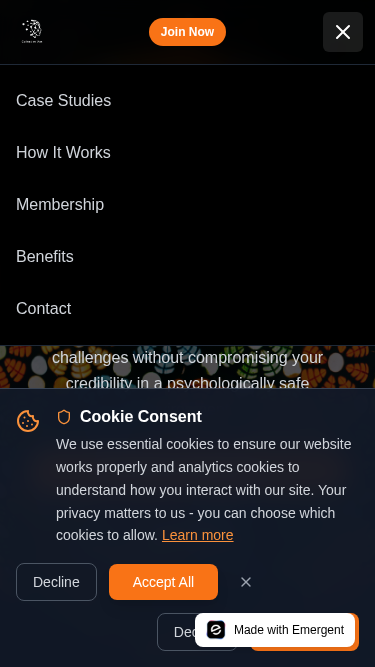 Join Now
Case Studies
How It Works
Membership
Benefits
Contact
challenges without compromising your
credibility in a psychologically safe
Cookie Consent
We use essential cookies to ensure our website
works properly and analytics cookies to
understand how you interact with our site. Your
privacy matters to us - you can choose which
cookies to allow. Learn more
Decline
Accept All
Made with Emergent